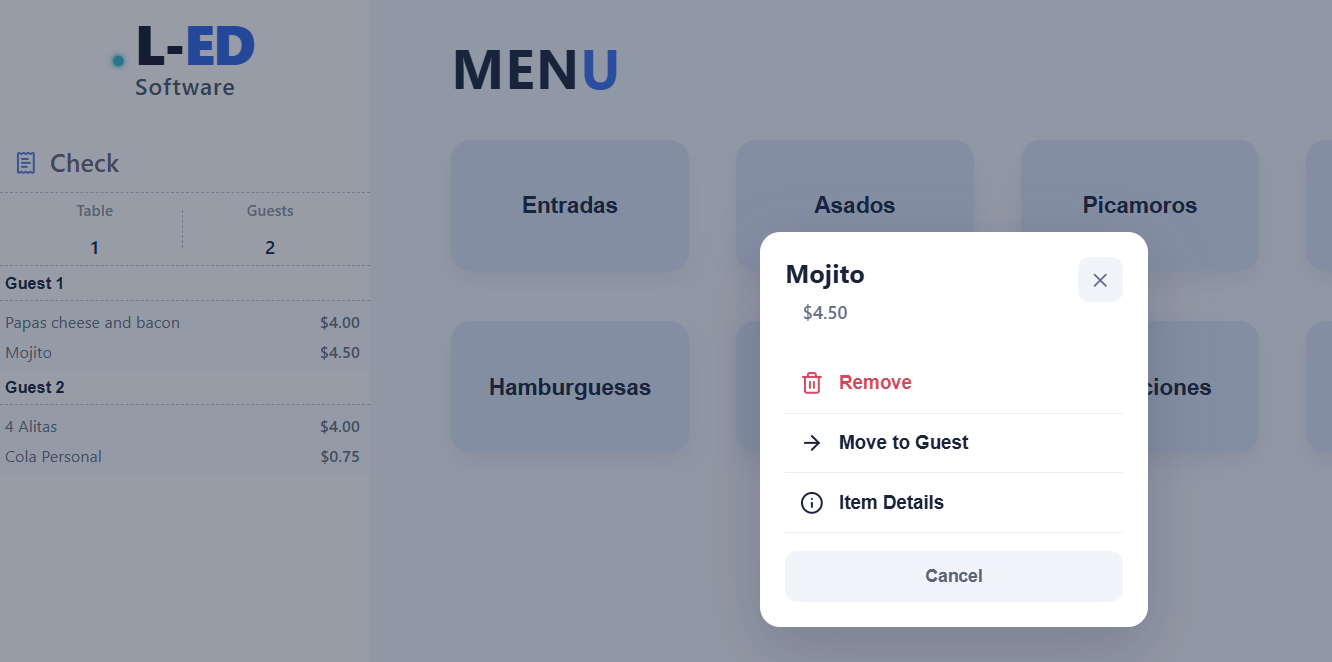 L-ED
Software
Check
Table Guests
1 2
Guest 1
Papas cheese and bacon $4.00
Mojito $4.50
Guest 2
4 Alitas $4.00
Cola Personal $0.75
MENU
Entradas Asados Picamoros
Hamburguesas ciones
Mojito
$4.50
Remove
Move to Guest
Item Details
Cancel